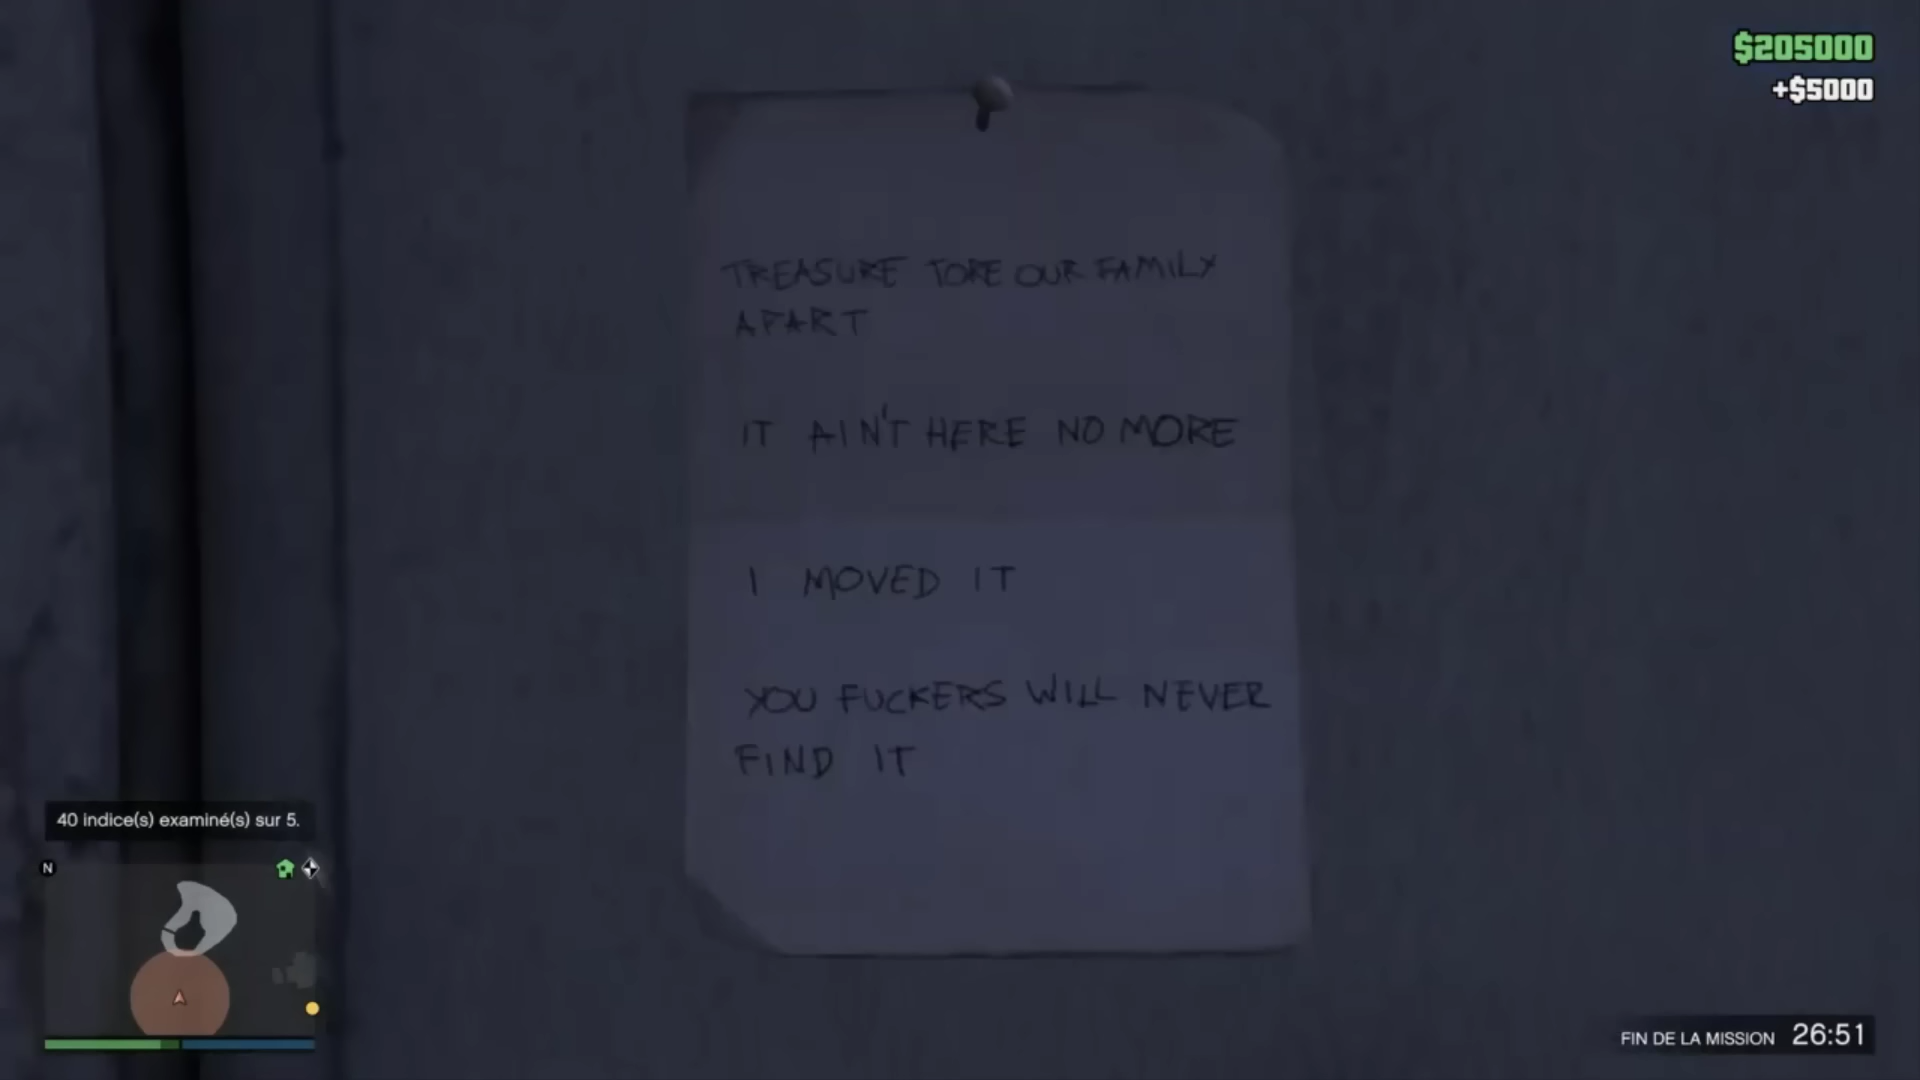 $205000
+$5000
TREASURE TORE OUR FAMILY
APART
IT AIN'T HERE NO MORE
I MOVED IT
YOU FUCKERS WILL NEVER
FIND IT
40 indice(s) examiné(s) sur 5.
N
FIN DE LA MISSION 26:51